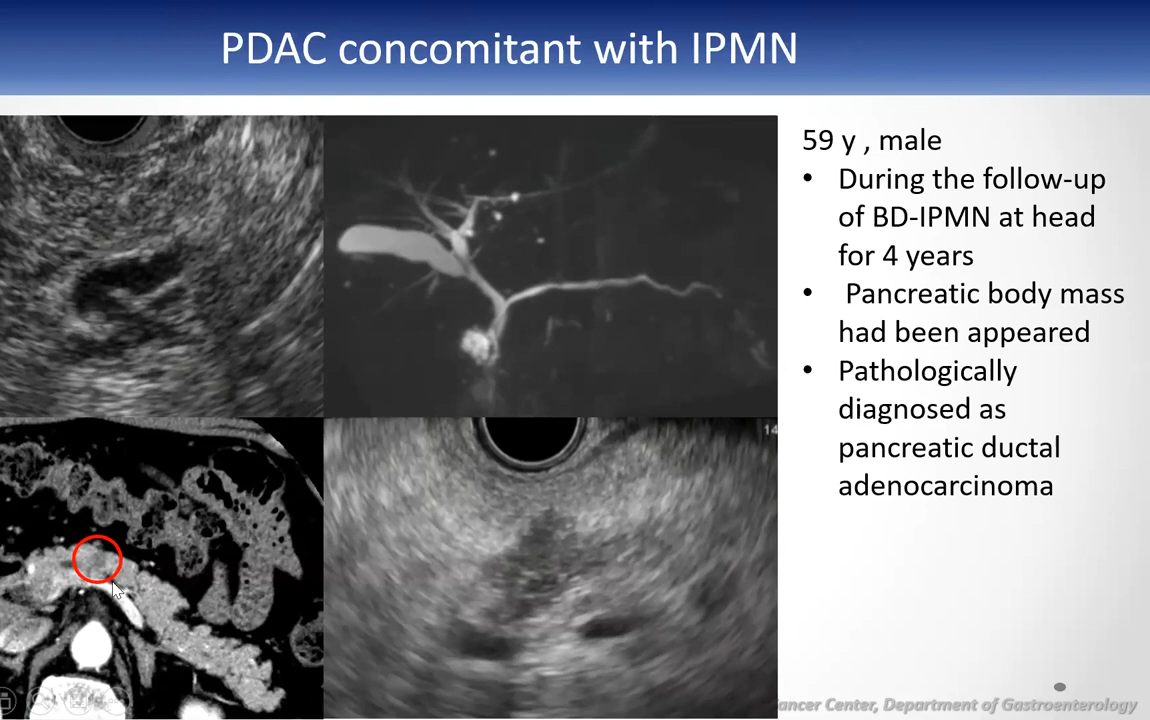 PDAC concomitant with IPMN
59 y , male
• During the follow-up
of BD-IPMN at head
for 4 years
• Pancreatic body mass
had been appeared
• Pathologically
diagnosed as
pancreatic ductal
adenocarcinoma
14
Center, Department of Gastroenterology